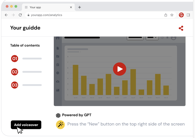 Your app
Your guidde
Table of contents
01
02
03
Add voiceover
Powered by GPT
Press the "New" button on the top right side of the screen